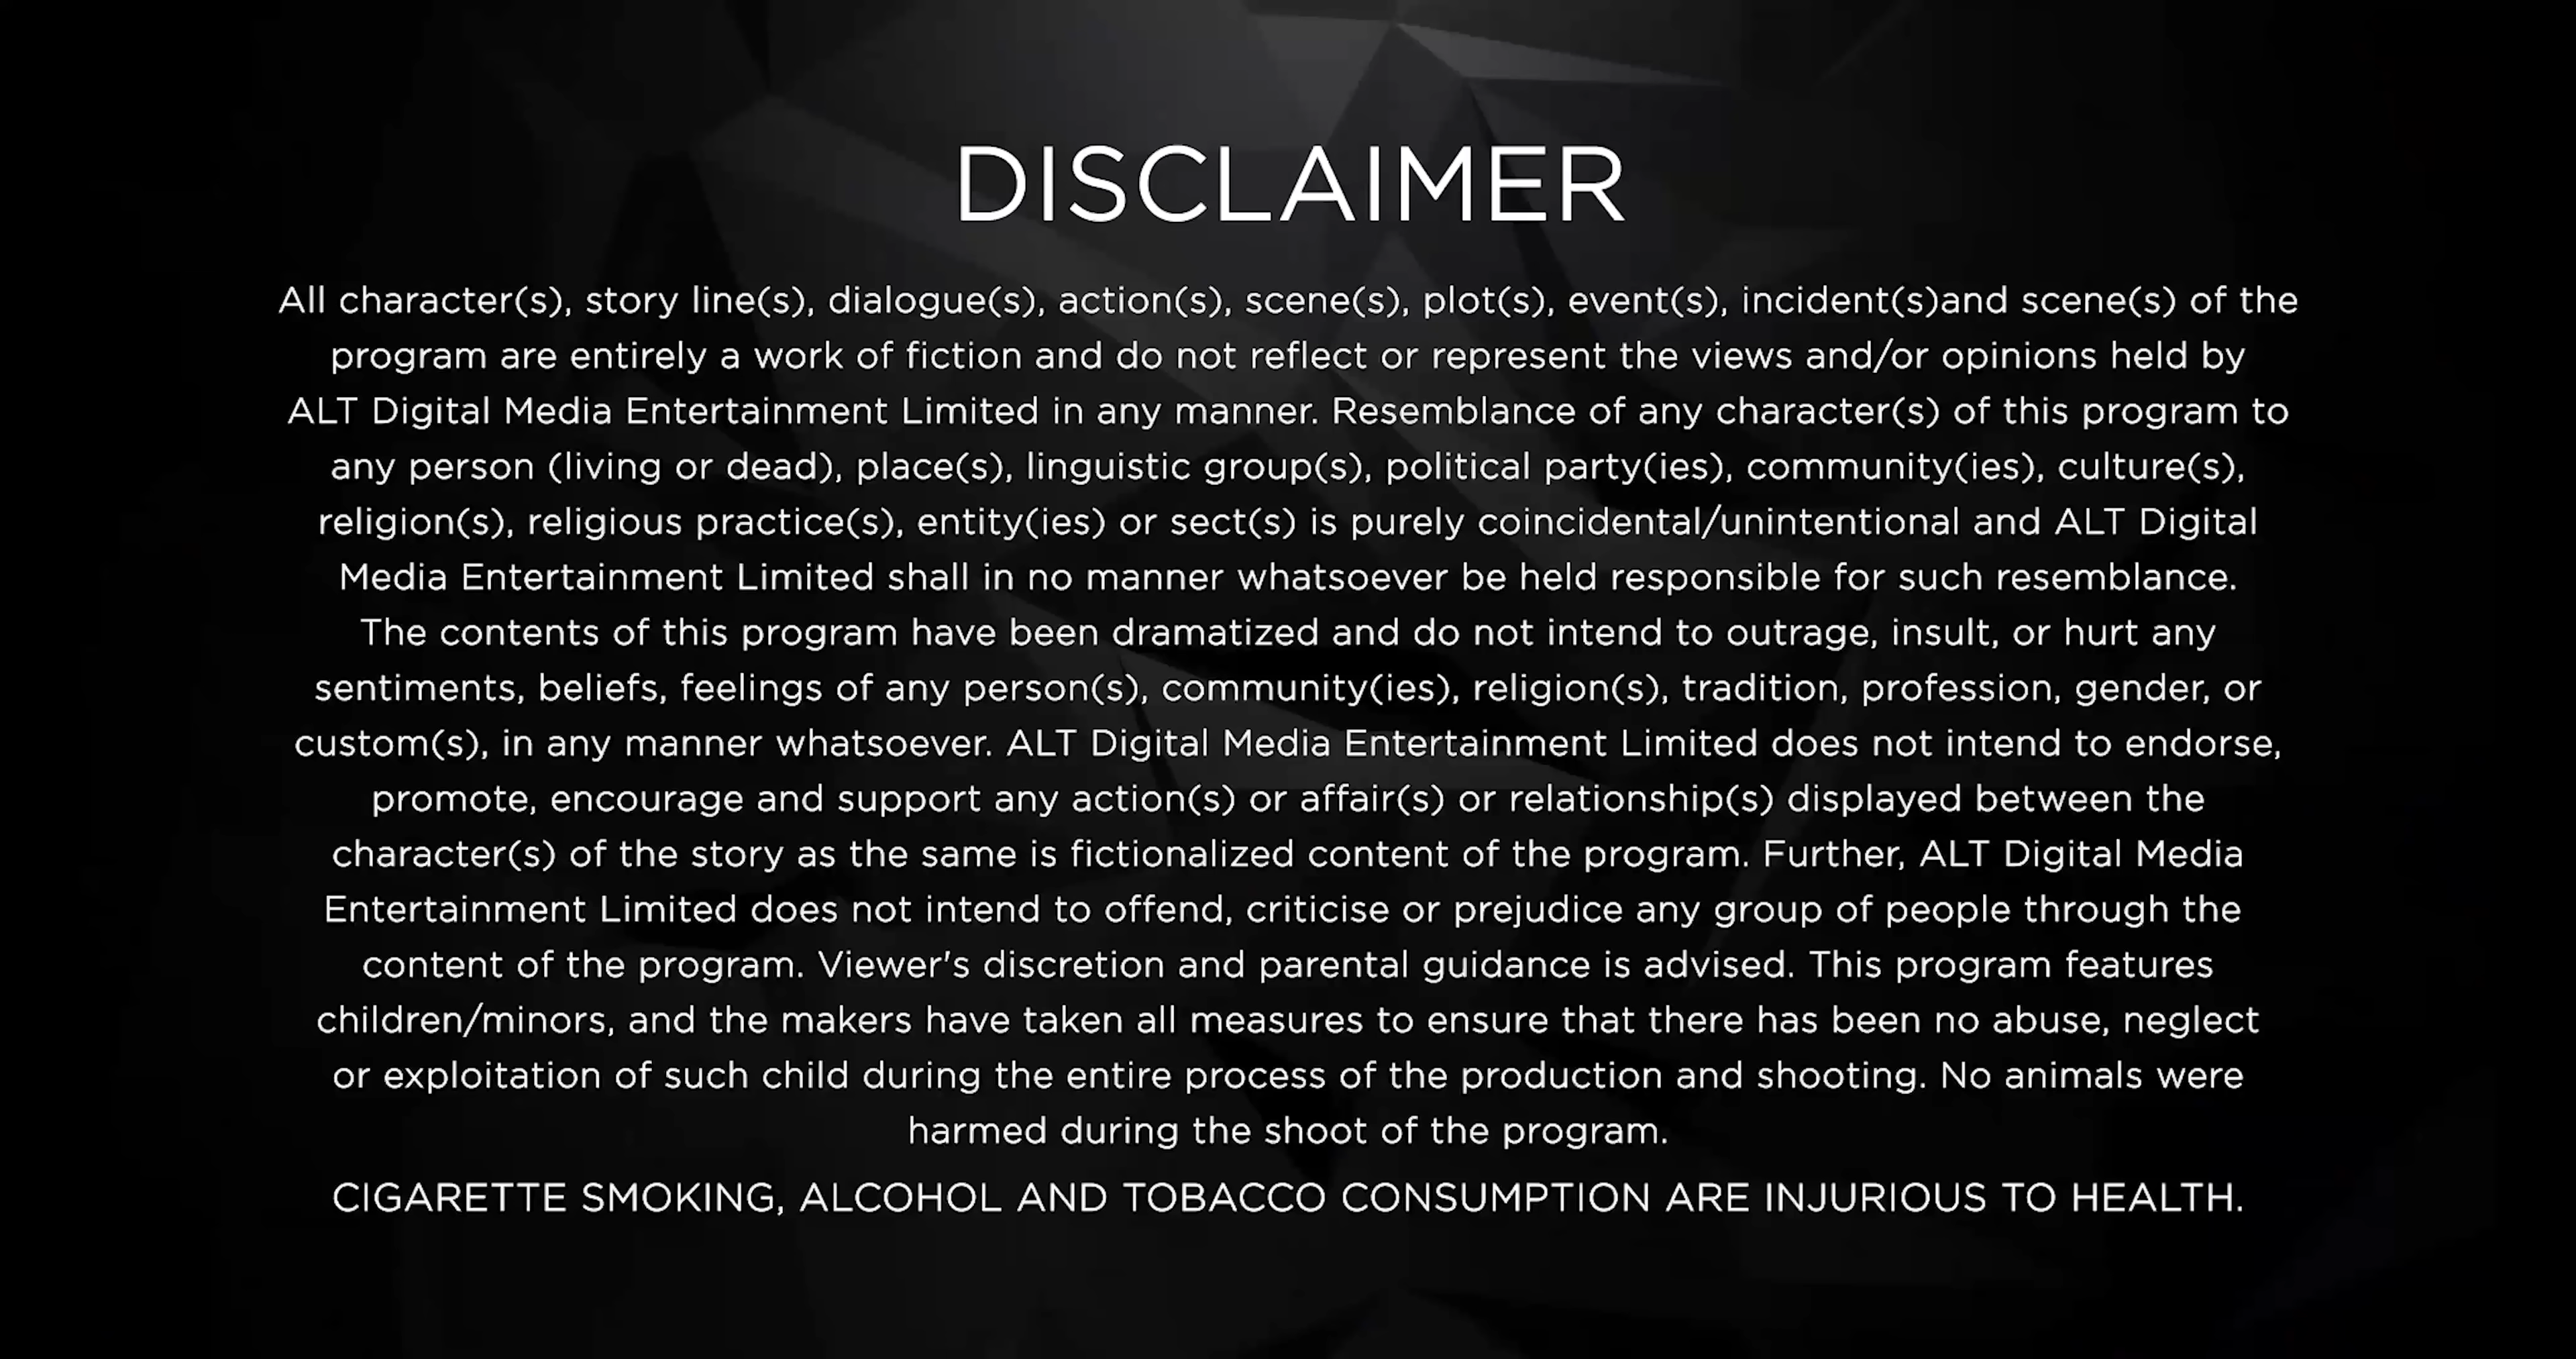 DISCLAIMER
All character(s), story line(s), dialogue(s), action(s), scene(s), plot(s), event(s), incident(s)and scene(s) of the
program are entirely a work of fiction and do not reflect or represent the views and/or opinions held by
ALT Digital Media Entertainment Limited in any manner. Resemblance of any character(s) of this program to
any person (living or dead), place(s), linguistic group(s), political party(ies), community(ies), culture(s),
religion(s), religious practice(s), entity(ies) or sect(s) is purely coincidental/unintentional and ALT Digital
Media Entertainment Limited shall in no manner whatsoever be held responsible for such resemblance.
The contents of this program have been dramatized and do not intend to outrage, insult, or hurt any
sentiments, beliefs, feelings of any person(s), community(ies), religion(s), tradition, profession, gender, or
custom(s), in any manner whatsoever. ALT Digital Media Entertainment Limited does not intend to endorse,
promote, encourage and support any action(s) or affair(s) or relationship(s) displayed between the
character(s) of the story as the same is fictionalized content of the program. Further, ALT Digital Media
Entertainment Limited does not intend to offend, criticise or prejudice any group of people through the
content of the program. Viewer's discretion and parental guidance is advised. This program features
children/minors, and the makers have taken all measures to ensure that there has been no abuse, neglect
or exploitation of such child during the entire process of the production and shooting. No animals were
harmed during the shoot of the program.
CIGARETTE SMOKING, ALCOHOL AND TOBACCO CONSUMPTION ARE INJURIOUS TO HEALTH.